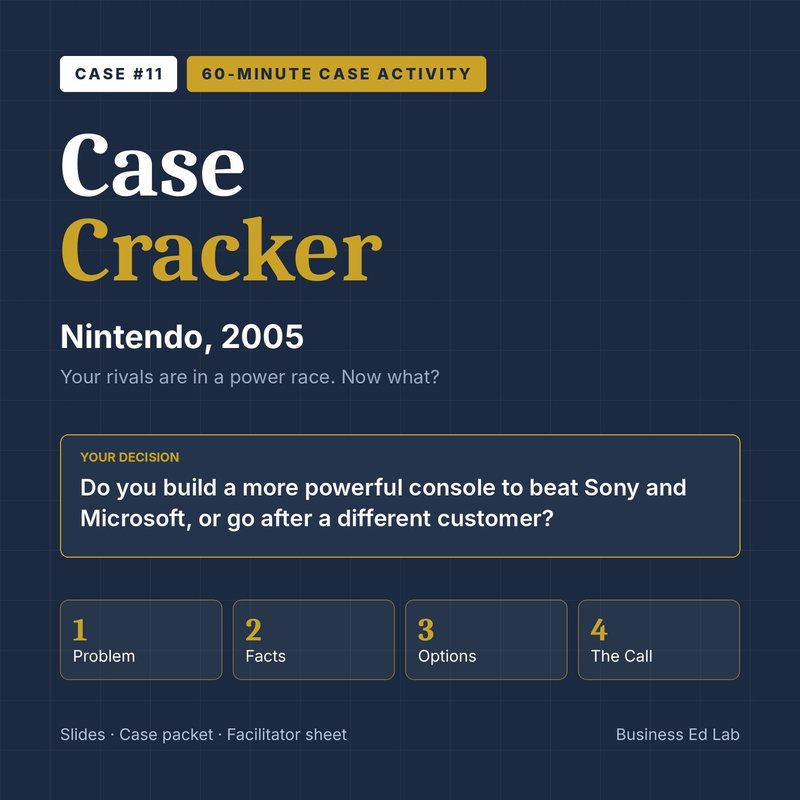 CASE #11
60-MINUTE CASE ACTIVITY
Case
Cracker
Nintendo, 2005
Your rivals are in a power race. Now what?
YOUR DECISION
Do you build a more powerful console to beat Sony and
Microsoft, or go after a different customer?
1
Problem
2
Facts
3
Options
4
The Call
Slides · Case packet · Facilitator sheet
Business Ed Lab